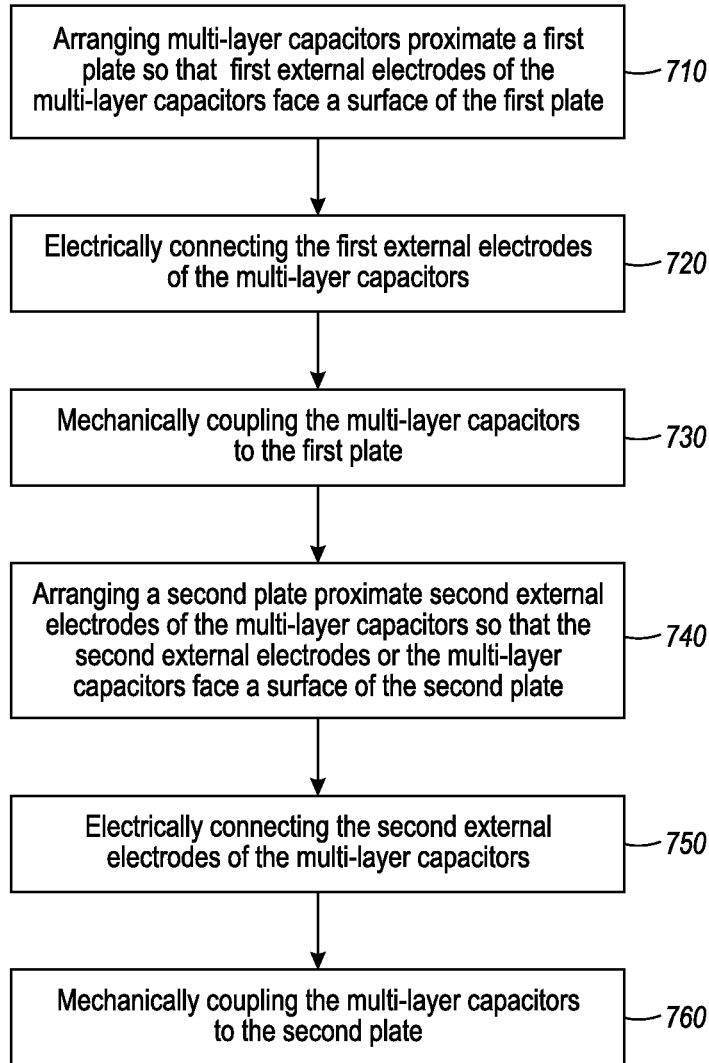 Arranging multi-layer capacitors proximate a first
plate so that first external electrodes of the
multi-layer capacitors face a surface of the first plate
710
Electrically connecting the first external electrodes
of the multi-layer capacitors
720
Mechanically coupling the multi-layer capacitors
to the first plate
730
Arranging a second plate proximate second external
electrodes of the multi-layer capacitors so that the
second external electrodes or the multi-layer
capacitors face a surface of the second plate
740
Electrically connecting the second external
electrodes of the multi-layer capacitors
750
Mechanically coupling the multi-layer capacitors
to the second plate
760